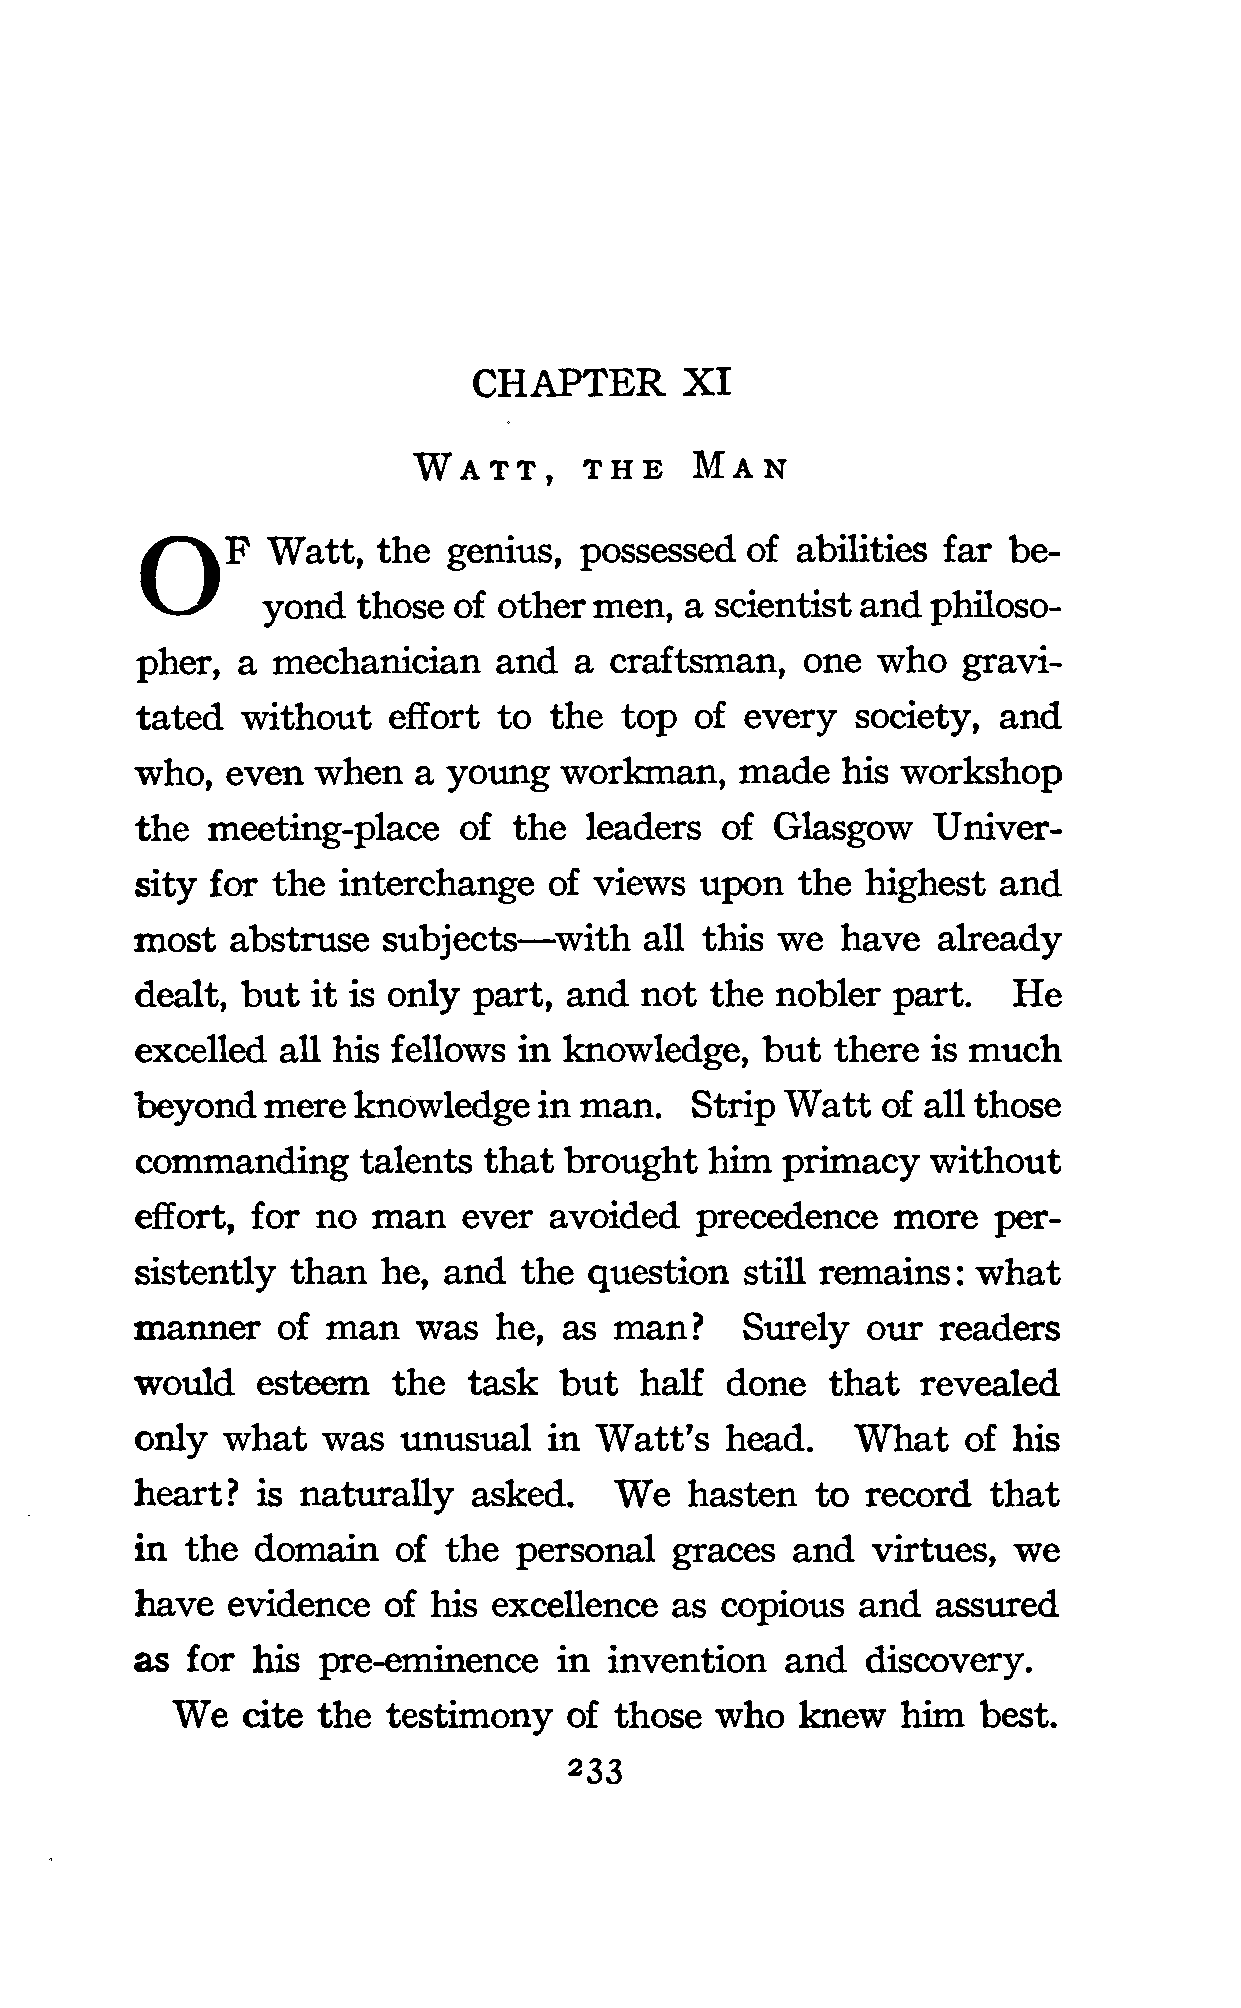 CHAPTER XI
Watt, the Man
OF Watt, the genius, possessed of abilities far be-
yond those of other men, a scientist and philoso-
pher, a mechanician and a craftsman, one who gravi-
tated without effort to the top of every society, and
who, even when a young workman, made his workshop
the meeting-place of the leaders of Glasgow Univer-
sity for the interchange of views upon the highest and
most abstruse subjects—with all this we have already
dealt, but it is only part, and not the nobler part. He
excelled all his fellows in knowledge, but there is much
beyond mere knowledge in man. Strip Watt of all those
commanding talents that brought him primacy without
effort, for no man ever avoided precedence more per-
sistently than he, and the question still remains: what
manner of man was he, as man? Surely our readers
would esteem the task but half done that revealed
only what was unusual in Watt's head. What of his
heart? is naturally asked. We hasten to record that
in the domain of the personal graces and virtues, we
have evidence of his excellence as copious and assured
as for his pre-eminence in invention and discovery.
We cite the testimony of those who knew him best.
233